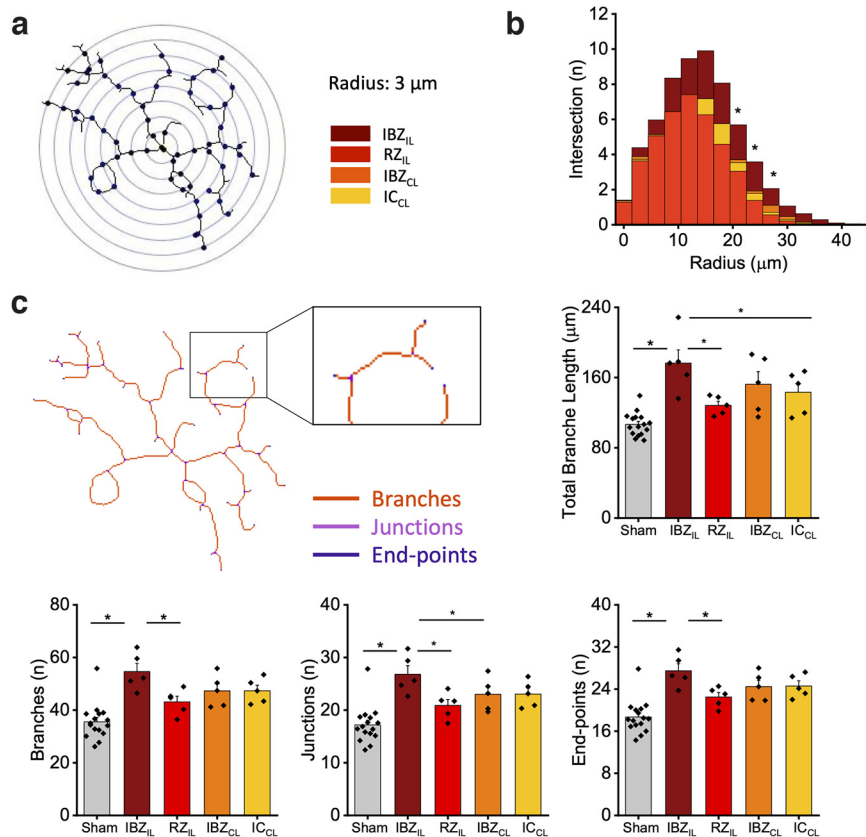 a
Radius: 3 μm
IBZIL
RZIL
IBZCL
ICCL
b
Intersection (n)
12
10
8
6
4
2
0
* * *
0 10 20 30 40
Radius (μm)
c
Branches
Junctions
End-points
Total Branche Length (μm)
240
160
80
0
* * *
Sham IBZIL RZIL IBZCL ICCL
Branches (n)
80
60
40
20
0
* *
Sham IBZIL RZIL IBZCL ICCL
Junctions (n)
40
30
20
10
0
* * *
Sham IBZIL RZIL IBZCL ICCL
End-points (n)
40
32
24
16
8
0
* *
Sham IBZIL RZIL IBZCL ICCL